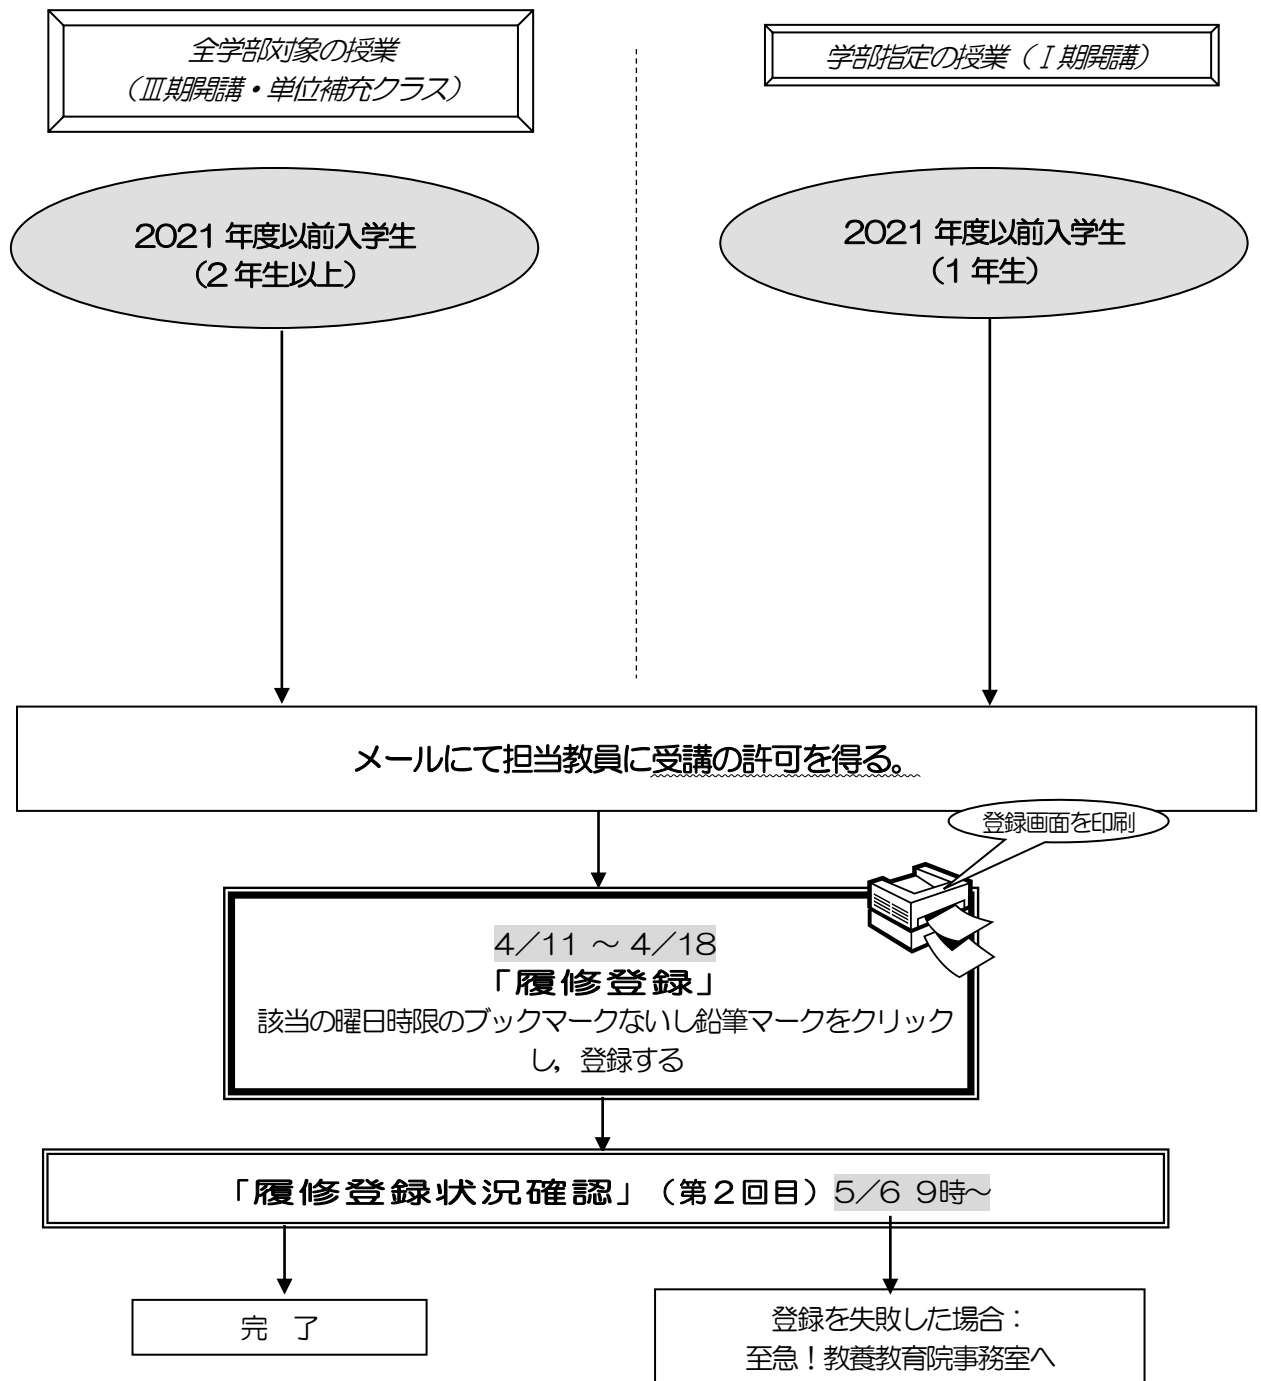 全学部対象の授業
(Ⅲ期開講・単位補充クラス)
学部指定の授業(Ⅰ期開講)
2021 年度以前入学生
(2 年生以上)
2021 年度以前入学生
(1 年生)
メールにて担当教員に受講の許可を得る。
登録画面を印刷
4/11 ～ 4/18
「履修登録」
該当の曜日時限のブックマークないし鉛筆マークをクリック
し，登録する
「履修登録状況確認」(第2回目) 5/6 9時～
完 了
登録を失敗した場合：
至急！教養教育院事務室へ